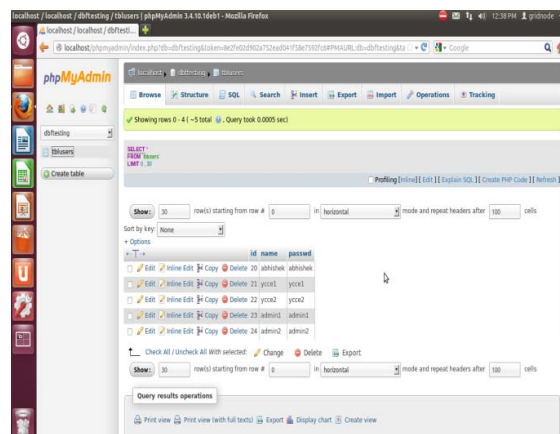 localhost / localhost / dbftesting / tblusers | phpMyAdmin 3.4.10.1deb1 - Mozilla Firefox
12:38 PM gridnode
localhost / localhost / dbftesti...
Google
phpMyAdmin
localhost dbftesting tblusers
Browse Structure SQL Search Insert Export Import Operations Tracking
Showing rows 0 - 4 ( ~5 total . Query took 0.0005 sec)
dbftesting
tblusers
Create table
SELECT *
FROM tblusers
LIMIT 0 , 30
Profiling [Inline] [ Edit ] [ Explain SQL ] [ Create PHP Code ] [ Refresh ]
Show : 30 row(s) starting from row # 0 in horizontal mode and repeat headers after 100 cells
Sort by key: None
+ Options
id name passwd
Edit Inline Edit Copy Delete 20 abhishek abhishek
Edit Inline Edit Copy Delete 21 ycce1 ycce1
Edit Inline Edit Copy Delete 22 ycce2 ycce2
Edit Inline Edit Copy Delete 23 admin1 admin1
Edit Inline Edit Copy Delete 24 admin2 admin2
Check All / Uncheck All With selected: Change Delete Export
Show : 30 row(s) starting from row # 0 in horizontal mode and repeat headers after 100 cells
Query results operations
Print view Print view (with full texts) Export Display chart Create view